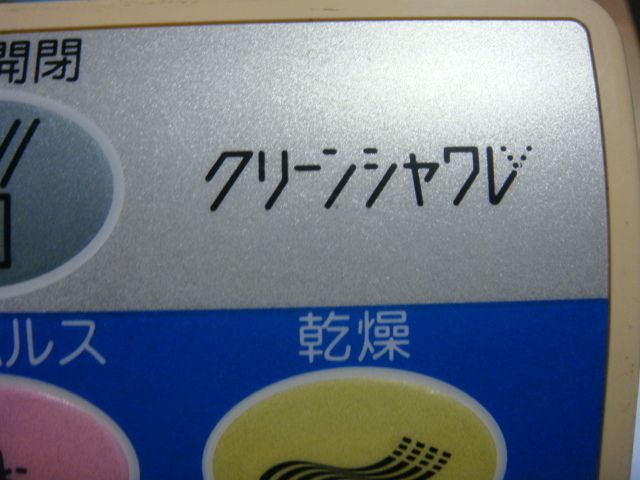 開閉
クリーンシャワレ
ルス
乾燥